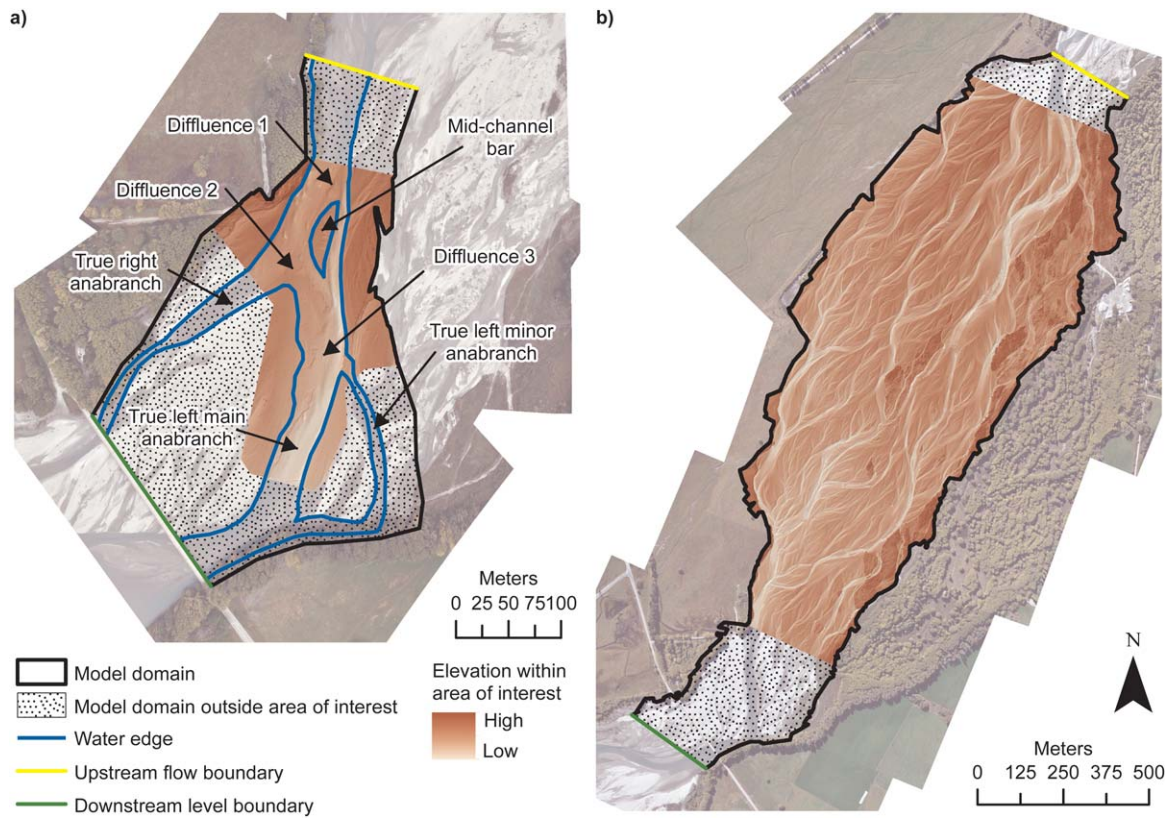 a)
Diffluence 1
Mid-channel
bar
Diffluence 2
True right
anabranch
Diffluence 3
True left minor
anabranch
True left main
anabranch
Meters
0 25 50 75100
Model domain
Model domain outside area of interest
Water edge
Upstream flow boundary
Downstream level boundary
Elevation within
area of interest
High
Low
b)
N
Meters
0 125 250 375 500